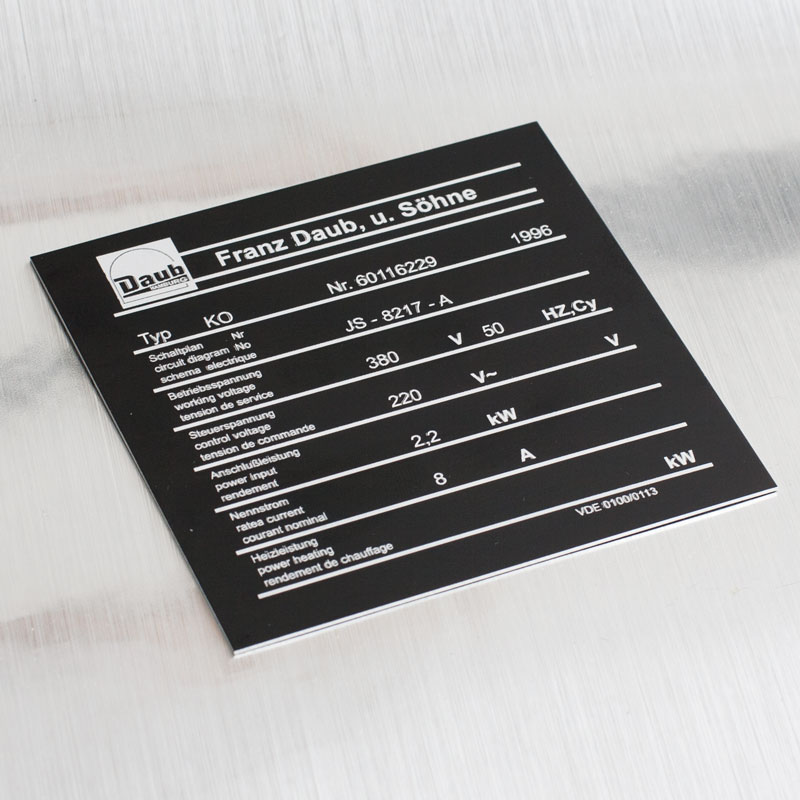 Daub
HAMBURG
Franz Daub, u. Söhne
Typ KO Nr. 60116229 1996
Schaltplan Nr
circuit diagram :No JS - 8217 - A
schema :electrique
Betriebsspannung
working voltage 380 V 50 HZ,Cy
tension de service
Steuerspannung
control voltage 220 V~ V
tension de commande
Anschlußleistung
power input 2,2 kW
rendement
Nennstrom
ratea current 8 A
courant nominal
Heizleistung
power heating kW
rendement de chauffage
VDE 0100/0113